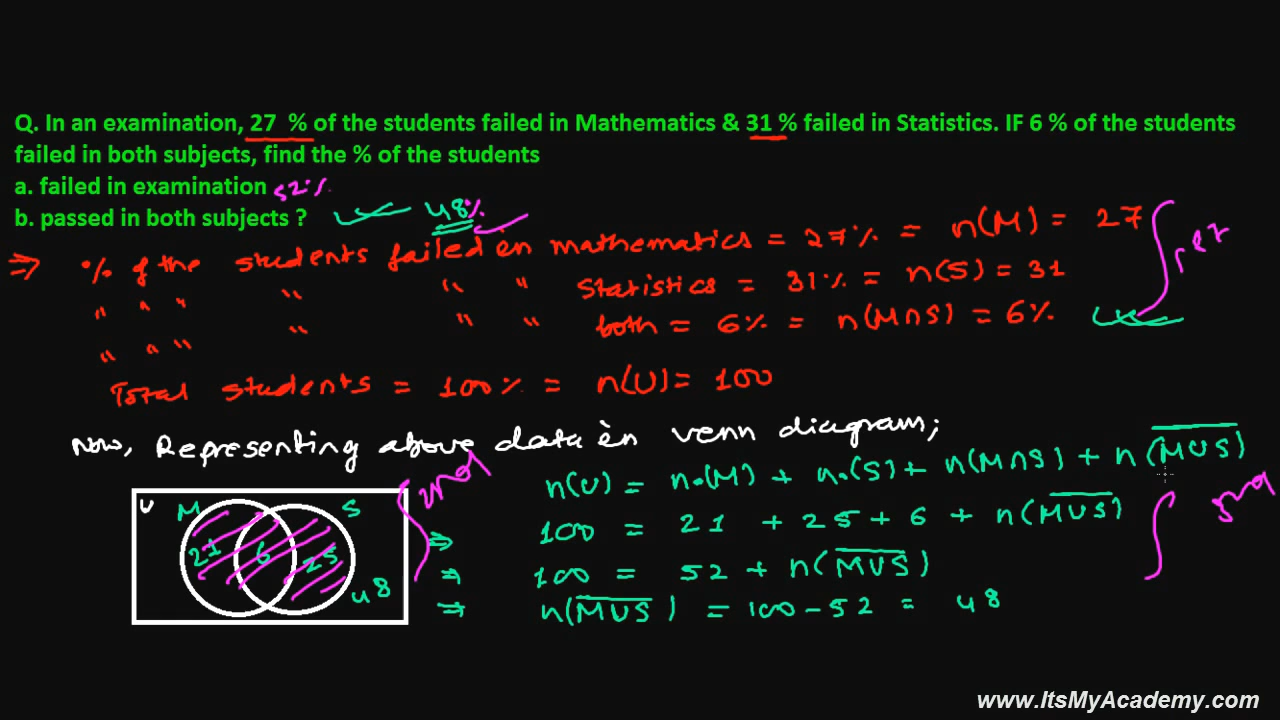 Q. In an examination, 27 % of the students failed in Mathematics & 31 % failed in Statistics. IF 6 % of the students
failed in both subjects, find the % of the students
a. failed in examination 52%
b. passed in both subjects ? 48%
⇒ % of the students failed in mathematics = 27% = n(M) = 27
" " " " " " Statistics = 31% = n(S) = 31
" " " " " " both = 6% = n(M∩S) = 6%
Total students = 100% = n(U) = 100
Now, Representing above data in venn diagram;
n(U) = n₀(M) + n₀(S) + n(M∩S) + n(\overline{M∪S})
U M S
⇒ 100 = 21 + 25 + 6 + n(\overline{M∪S})
21 6 25
⇒ 100 = 52 + n(\overline{M∪S})
48
⇒ n(\overline{M∪S}) = 100 - 52 = 48
www.ItsMyAcademy.com